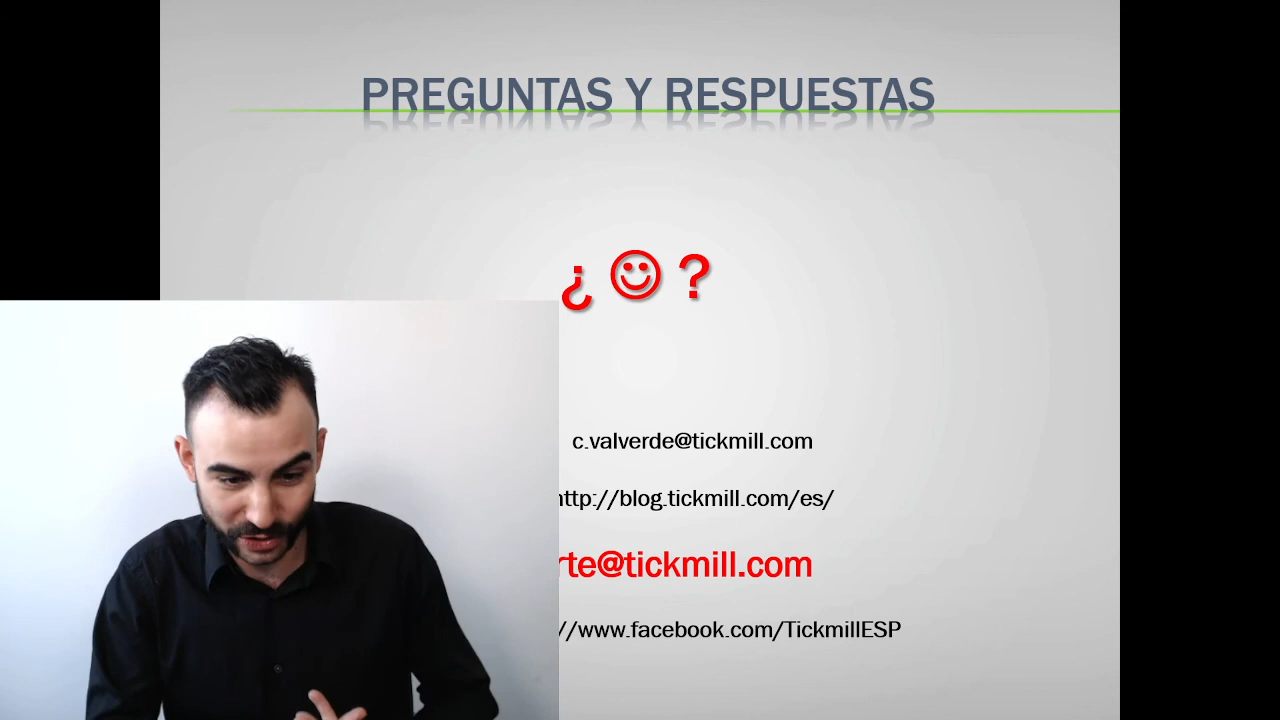 PREGUNTAS Y RESPUESTAS
¿ ☺ ?
c.valverde@tickmill.com
http://blog.tickmill.com/es/
rte@tickmill.com
//www.facebook.com/TickmillESP